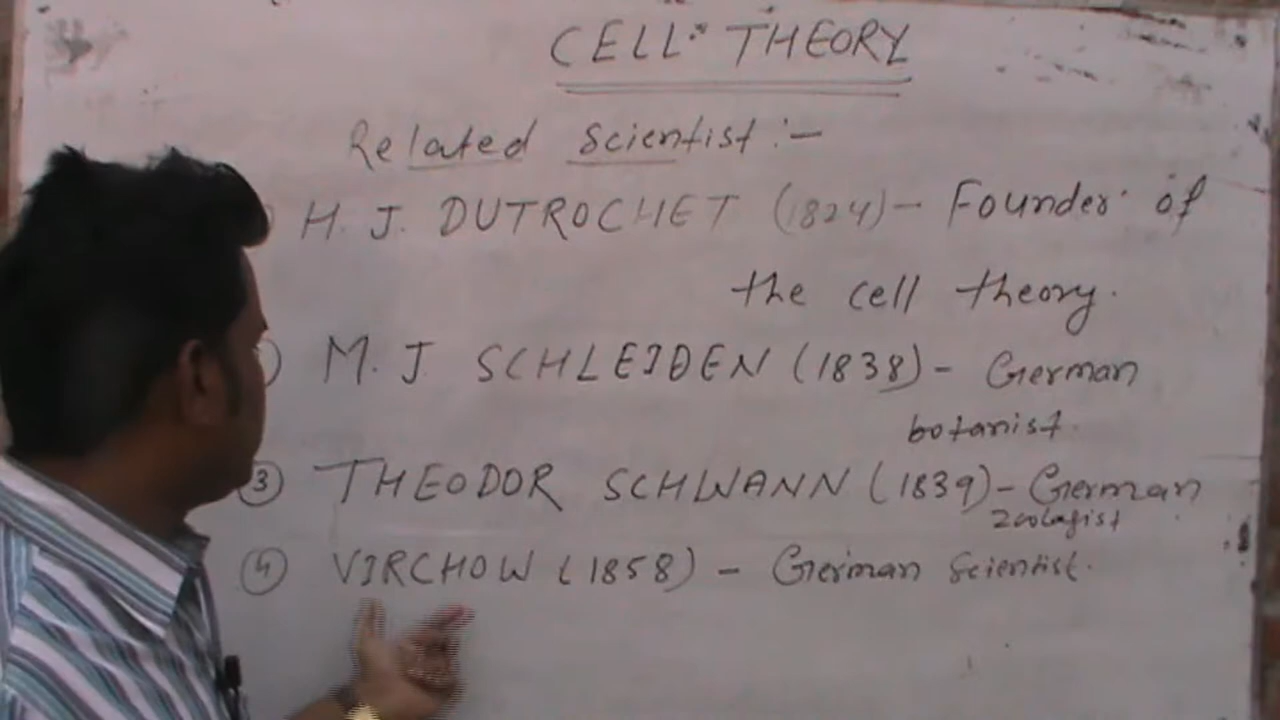 CELL THEORY
Related Scientist :-
H. J. DUTROCHET (1824) - Founder of
the cell theory.
M. J SCHLEIDEN (1838) - German
botanist.
③ THEODOR SCHWANN (1839) - German
zoologist
④ VIRCHOW (1858) - German Scientist.